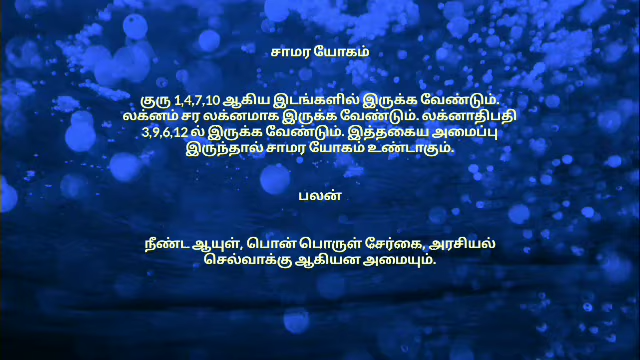 சாமர யோகம்
குரு 1,4,7,10 ஆகிய இடங்களில் இருக்க வேண்டும்.
லக்னம் சர லக்னமாக இருக்க வேண்டும். லக்னாதிபதி
3,9,6,12 ல் இருக்க வேண்டும். இத்தகைய அமைப்பு
இருந்தால் சாமர யோகம் உண்டாகும்.
பலன்
நீண்ட ஆயுள், பொன் பொருள் சேர்கை, அரசியல்
செல்வாக்கு ஆகியன அமையும்.